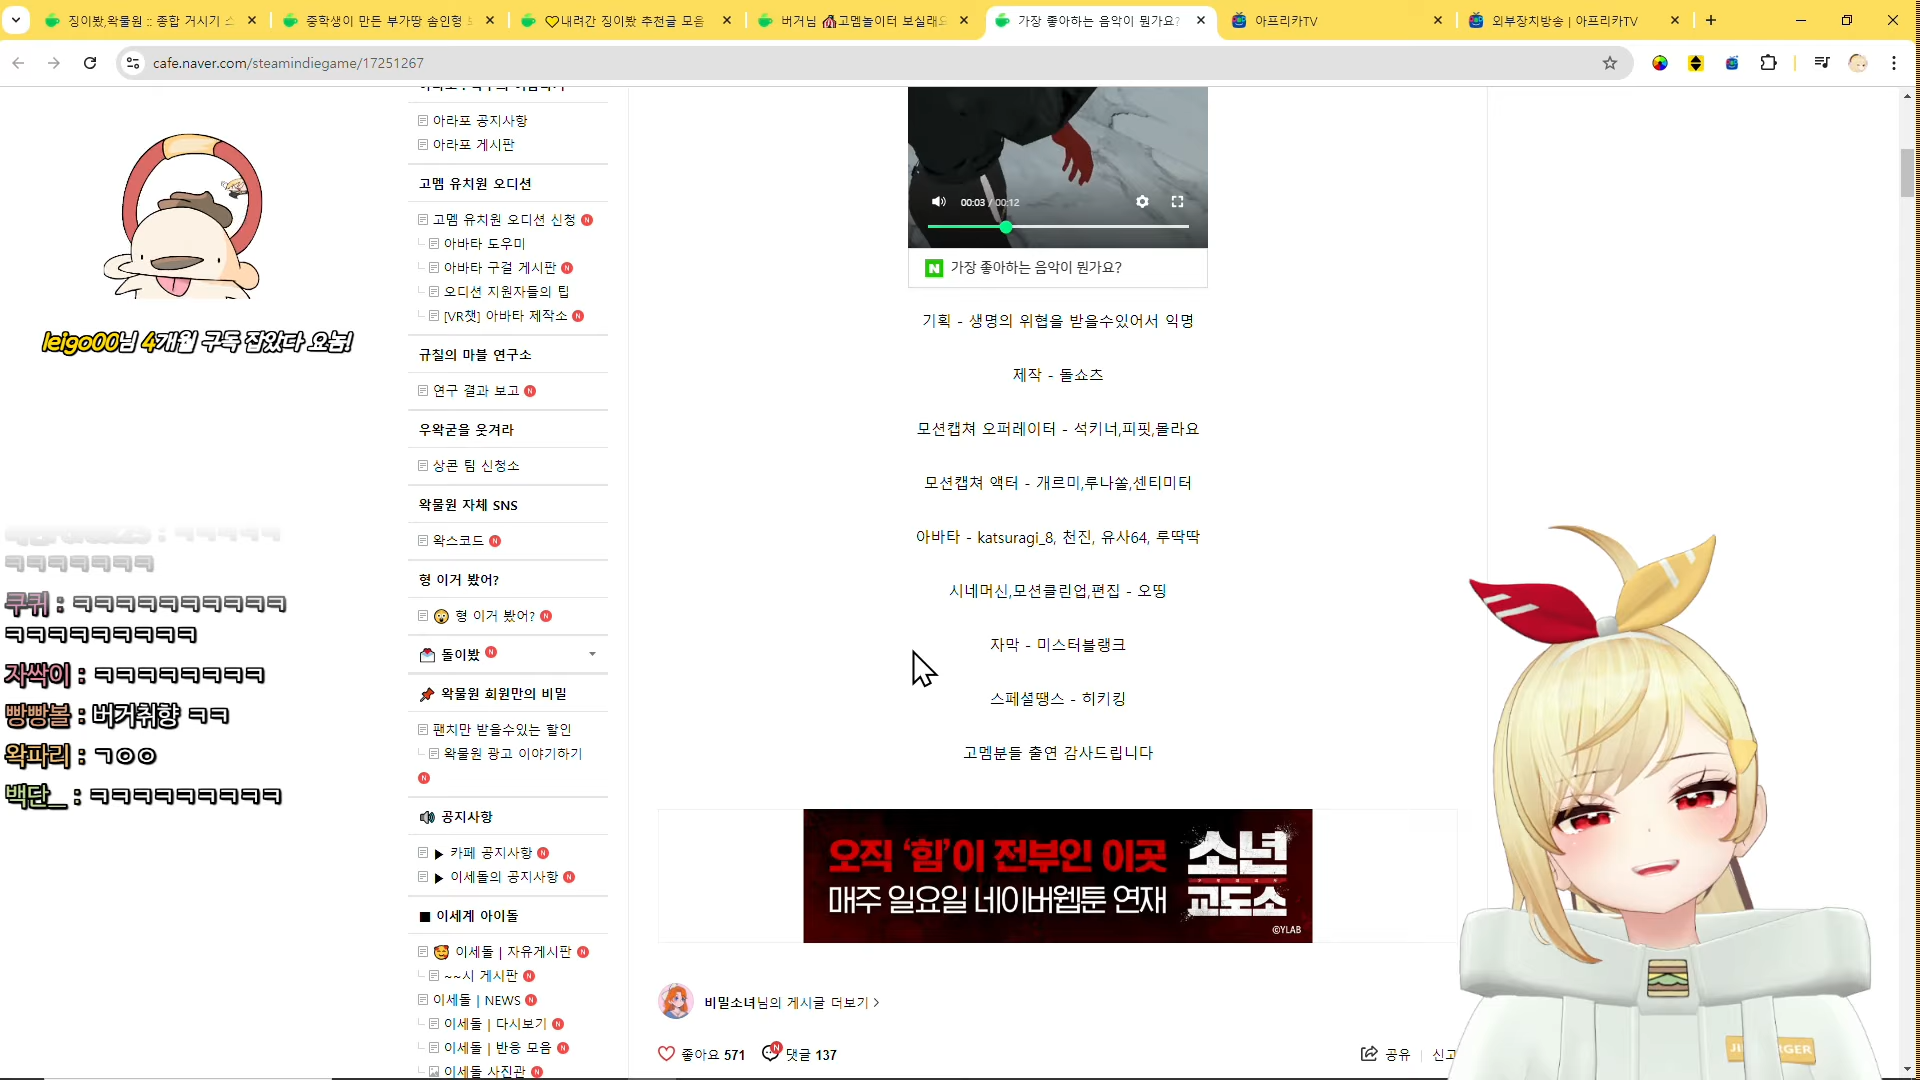 징이봤,왁물원 :: 종합 거시기 스
중학생이 만든 부가땅 솜인형 보
♡내려간 징이봤 추천글 모음
버거님 🎪고멤놀이터 보실래요
가장 좋아하는 음악이 뭔가요?
아프리카TV
외부장치방송 | 아프리카TV
cafe.naver.com/steamindiegame/17251267
아라포 공지사항
아라포 게시판
고멤 유치원 오디션
고멤 유치원 오디션 신청 N
아바타 도우미
아바타 구걸 게시판 N
오디션 지원자들의 팁
[VR챗] 아바타 제작소 N
규칠의 마블 연구소
연구 결과 보고 N
우왁굳을 웃겨라
상콘 팀 신청소
왁물원 자체 SNS
왁스코드 N
형 이거 봤어?
😲 형 이거 봤어? N
돌이봤 N
📌 왁물원 회원만의 비밀
팬치만 받을수있는 할인
왁물원 광고 이야기하기
N
공지사항
▶ 카페 공지사항 N
▶ 이세돌의 공지사항 N
■ 이세계 아이돌
🥰 이세돌 | 자유게시판 N
~~시 게시판 N
이세돌 | NEWS N
이세돌 | 다시보기 N
이세돌 | 반응 모음 N
이세돌 사진관 N
00:03 / 00:12
N 가장 좋아하는 음악이 뭔가요?
기획 - 생명의 위협을 받을수있어서 익명
제작 - 돌쇼츠
모션캡쳐 오퍼레이터 - 석키너,피핏,몰라요
모션캡쳐 액터 - 개르미,루나쏠,센티미터
아바타 - katsuragi_8, 천진, 유사64, 루딱딱
시네머신,모션클린업,편집 - 오띵
자막 - 미스터블랭크
스페셜땡스 - 히키킹
고멤분들 출연 감사드립니다
오직 ‘힘’이 전부인 이곳
매주 일요일 네이버웹툰 연재
소년
교도소
©YLAB
비밀소녀님의 게시글 더보기 >
좋아요 571 N 댓글 137
공유 신고
leigo00님 4개월 구독 잡았다 요놈!
ㅋㅋㅋㅋㅋ
ㅋㅋㅋㅋㅋㅋㅋ
쿠퀴 : ㅋㅋㅋㅋㅋㅋㅋㅋㅋㅋ
ㅋㅋㅋㅋㅋㅋㅋㅋㅋ
자싹이 : ㅋㅋㅋㅋㅋㅋㅋㅋ
빵빵볼 : 버거취향 ㅋㅋ
왁파리 : ㄱㅇㅇ
백단__ : ㅋㅋㅋㅋㅋㅋㅋㅋㅋ